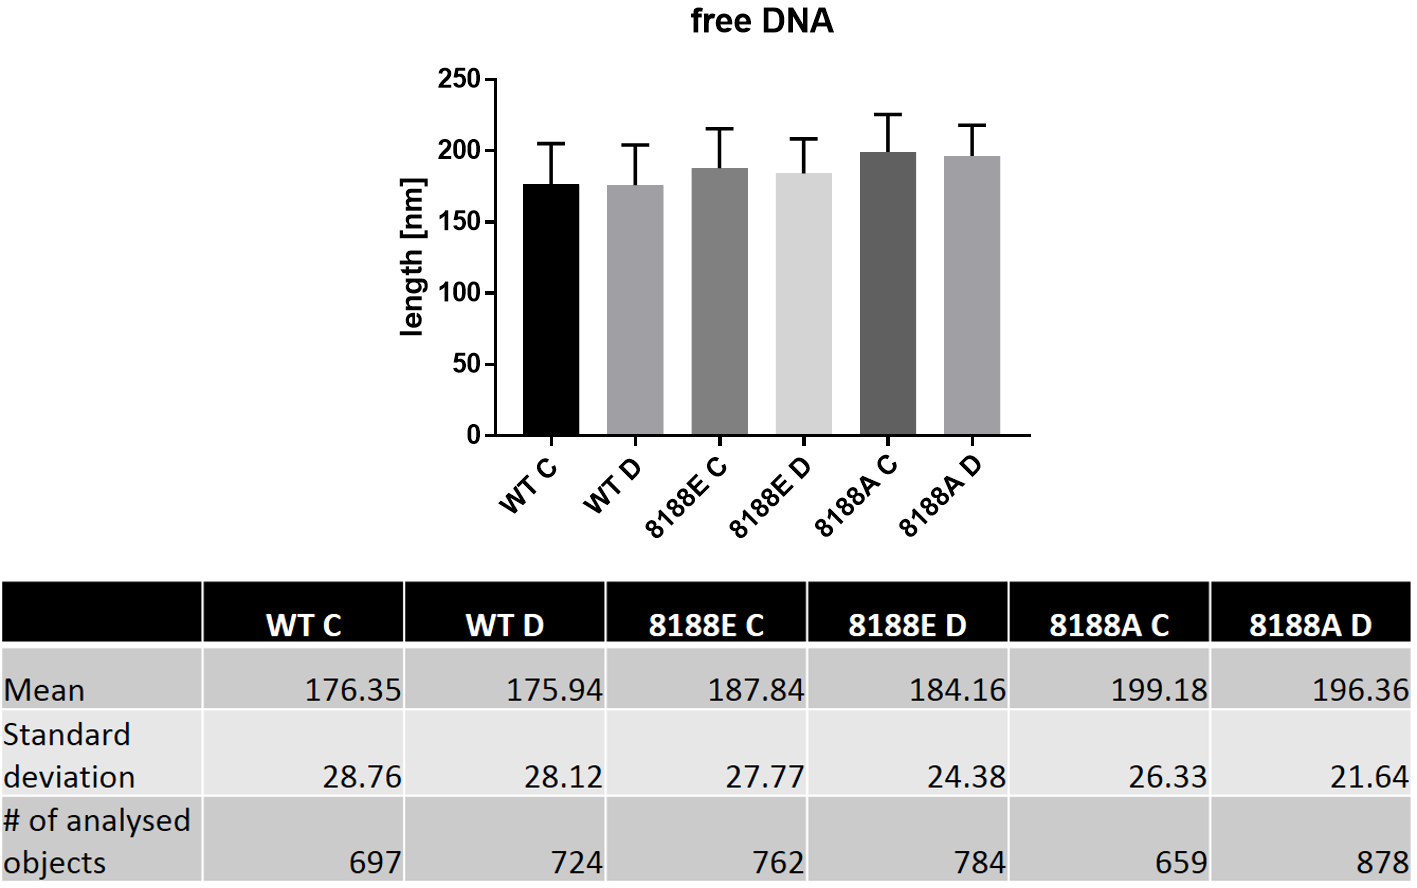 free DNA
250
200
150
100
50
0
length [nm]
WT C
WT D
8188E C
8188E D
8188A C
8188A D
WT C WT D 8188E C 8188E D 8188A C 8188A D
Mean 176.35 175.94 187.84 184.16 199.18 196.36
Standard
deviation 28.76 28.12 27.77 24.38 26.33 21.64
# of analysed
objects 697 724 762 784 659 878